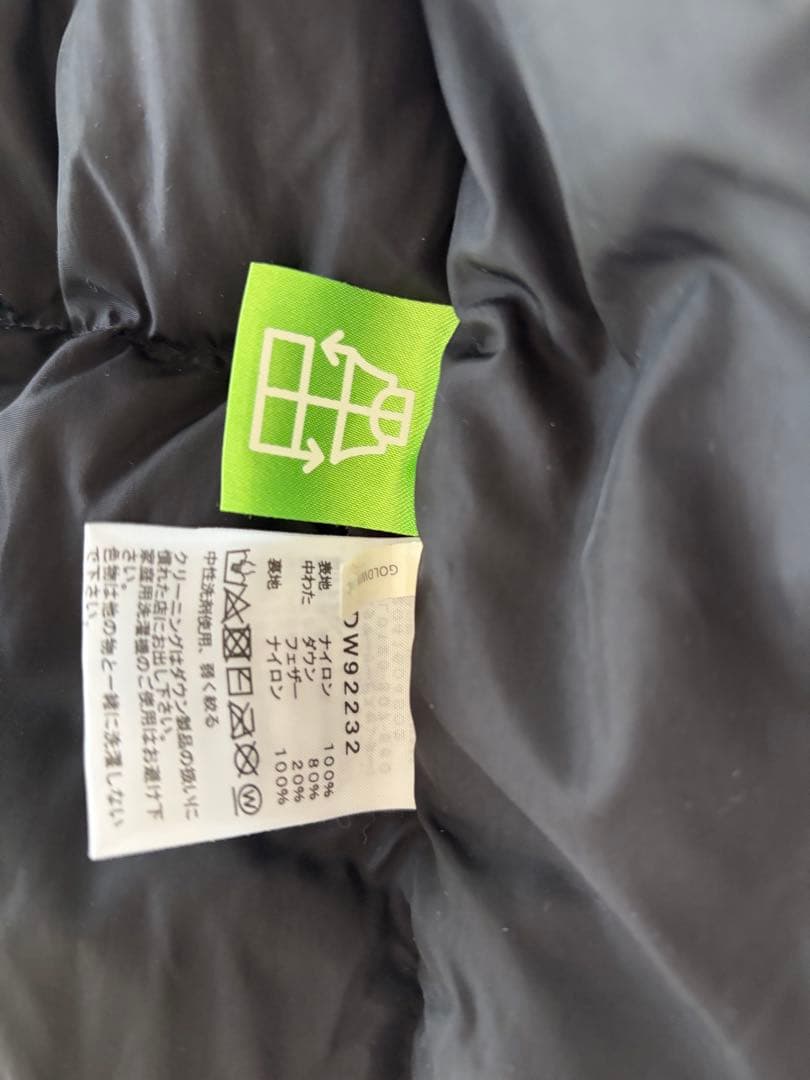 GOLDWIN
DW92232
表地 ナイロン 100%
中わた ダウン 80%
フェザー 20%
裏地 ナイロン 100%
W
中性洗剤使用、弱く絞る
クリーニングはダウン製品の扱いに
慣れた店にお出し下さい。
家庭用洗濯機のご使用はお避け下
さい。
色物は他の物と一緒に洗濯しない
で下さい。